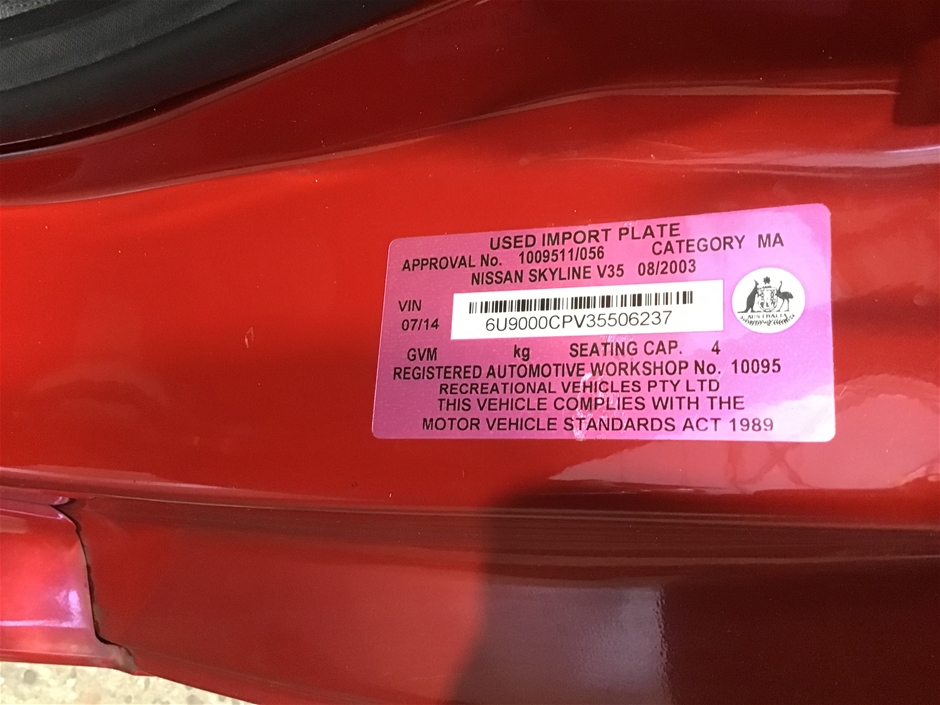 USED IMPORT PLATE
APPROVAL No. 1009511/056 CATEGORY MA
NISSAN SKYLINE V35 08/2003
VIN
07/14 6U9000CPV35506237
AUSTRALIA
GVM kg SEATING CAP. 4
REGISTERED AUTOMOTIVE WORKSHOP No. 10095
RECREATIONAL VEHICLES PTY LTD
THIS VEHICLE COMPLIES WITH THE
MOTOR VEHICLE STANDARDS ACT 1989